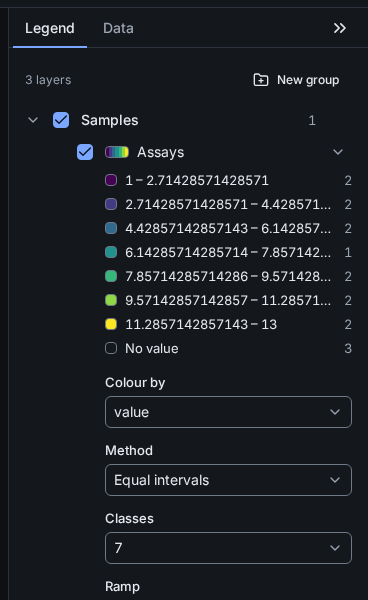 Legend Data
3 layers New group
Samples 1
Assays
1 – 2.71428571428571 2
2.71428571428571 – 4.428571... 2
4.42857142857143 – 6.142857... 2
6.14285714285714 – 7.857142... 1
7.85714285714286 – 9.571428... 2
9.57142857142857 – 11.28571... 2
11.2857142857143 – 13 2
No value 3
Colour by
value
Method
Equal intervals
Classes
7
Ramp